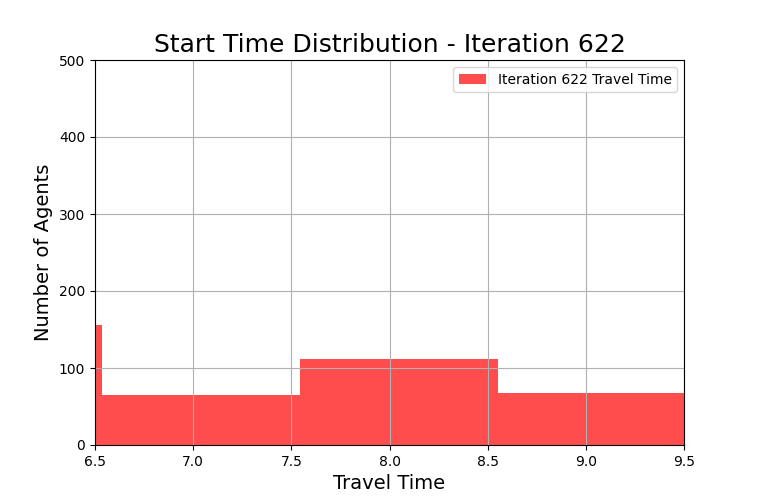 Start Time Distribution - Iteration 622
500
400
300
200
100
0
Number of Agents
Iteration 622 Travel Time
6.5 7.0 7.5 8.0 8.5 9.0 9.5
Travel Time